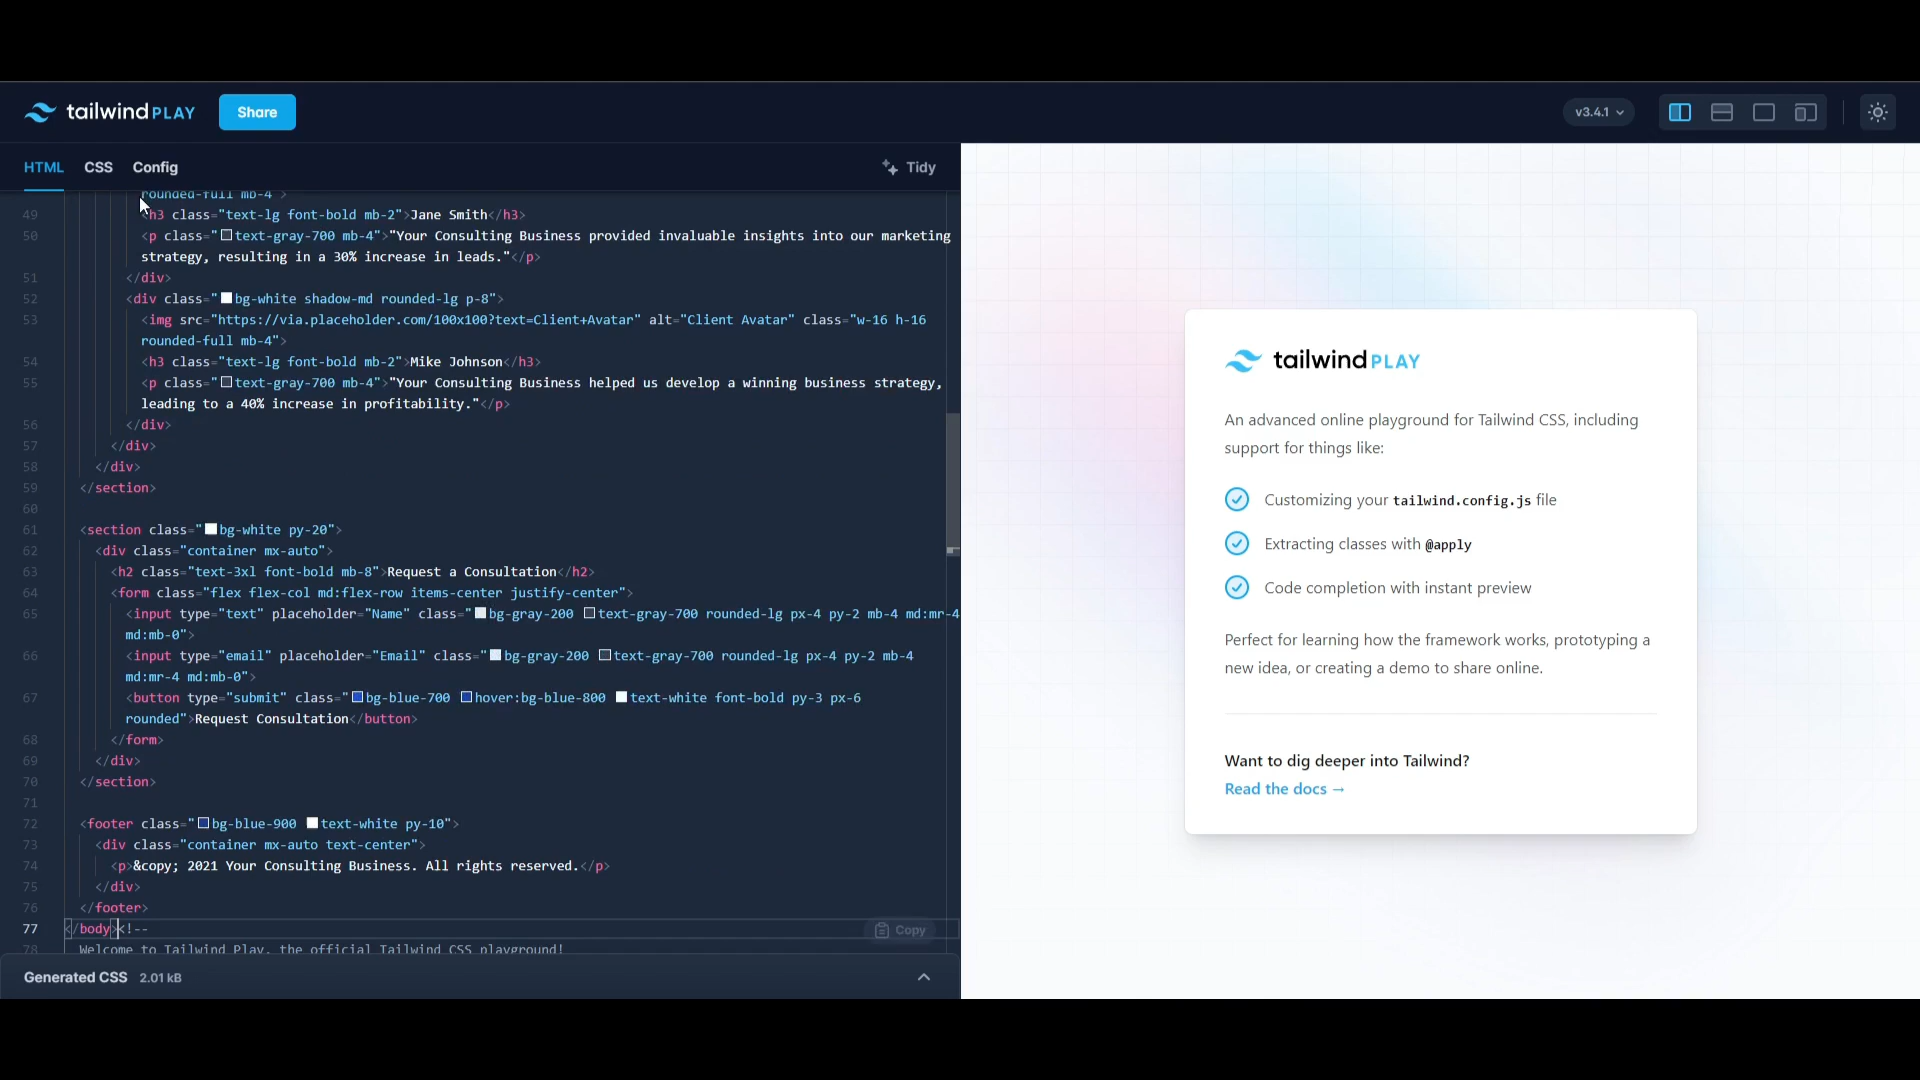 tailwind PLAY
Share
v3.4.1
HTML CSS Config
Tidy
rounded-full mb-4">
49 <h3 class="text-lg font-bold mb-2">Jane Smith</h3>
50 <p class="text-gray-700 mb-4">"Your Consulting Business provided invaluable insights into our marketing
strategy, resulting in a 30% increase in leads."</p>
51 </div>
52 <div class="bg-white shadow-md rounded-lg p-8">
53 <img src="https://via.placeholder.com/100x100?text=Client+Avatar" alt="Client Avatar" class="w-16 h-16
rounded-full mb-4">
54 <h3 class="text-lg font-bold mb-2">Mike Johnson</h3>
55 <p class="text-gray-700 mb-4">"Your Consulting Business helped us develop a winning business strategy,
leading to a 40% increase in profitability."</p>
56 </div>
57 </div>
58 </div>
59 </section>
60
61 <section class="bg-white py-20">
62 <div class="container mx-auto">
63 <h2 class="text-3xl font-bold mb-8">Request a Consultation</h2>
64 <form class="flex flex-col md:flex-row items-center justify-center">
65 <input type="text" placeholder="Name" class="bg-gray-200 text-gray-700 rounded-lg px-4 py-2 mb-4 md:mr-4
md:mb-0">
66 <input type="email" placeholder="Email" class="bg-gray-200 text-gray-700 rounded-lg px-4 py-2 mb-4
md:mr-4 md:mb-0">
67 <button type="submit" class="bg-blue-700 hover:bg-blue-800 text-white font-bold py-3 px-6
rounded">Request Consultation</button>
68 </form>
69 </div>
70 </section>
71
72 <footer class="bg-blue-900 text-white py-10">
73 <div class="container mx-auto text-center">
74 <p>&copy; 2021 Your Consulting Business. All rights reserved.</p>
75 </div>
76 </footer>
77 </body><!--
Copy
78 Welcome to Tailwind Play, the official Tailwind CSS playground!
Generated CSS 2.01 kB
tailwind PLAY
An advanced online playground for Tailwind CSS, including
support for things like:
Customizing your tailwind.config.js file
Extracting classes with @apply
Code completion with instant preview
Perfect for learning how the framework works, prototyping a
new idea, or creating a demo to share online.
Want to dig deeper into Tailwind?
Read the docs →